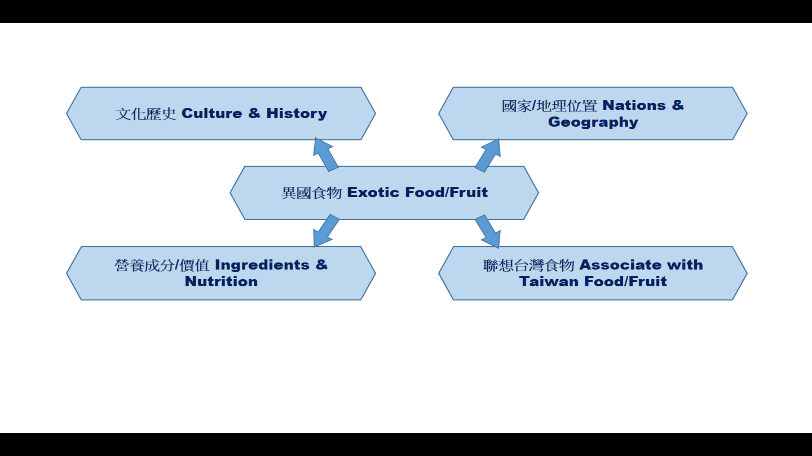 文化歷史 Culture & History
國家/地理位置 Nations &
Geography
異國食物 Exotic Food/Fruit
營養成分/價值 Ingredients &
Nutrition
聯想台灣食物 Associate with
Taiwan Food/Fruit